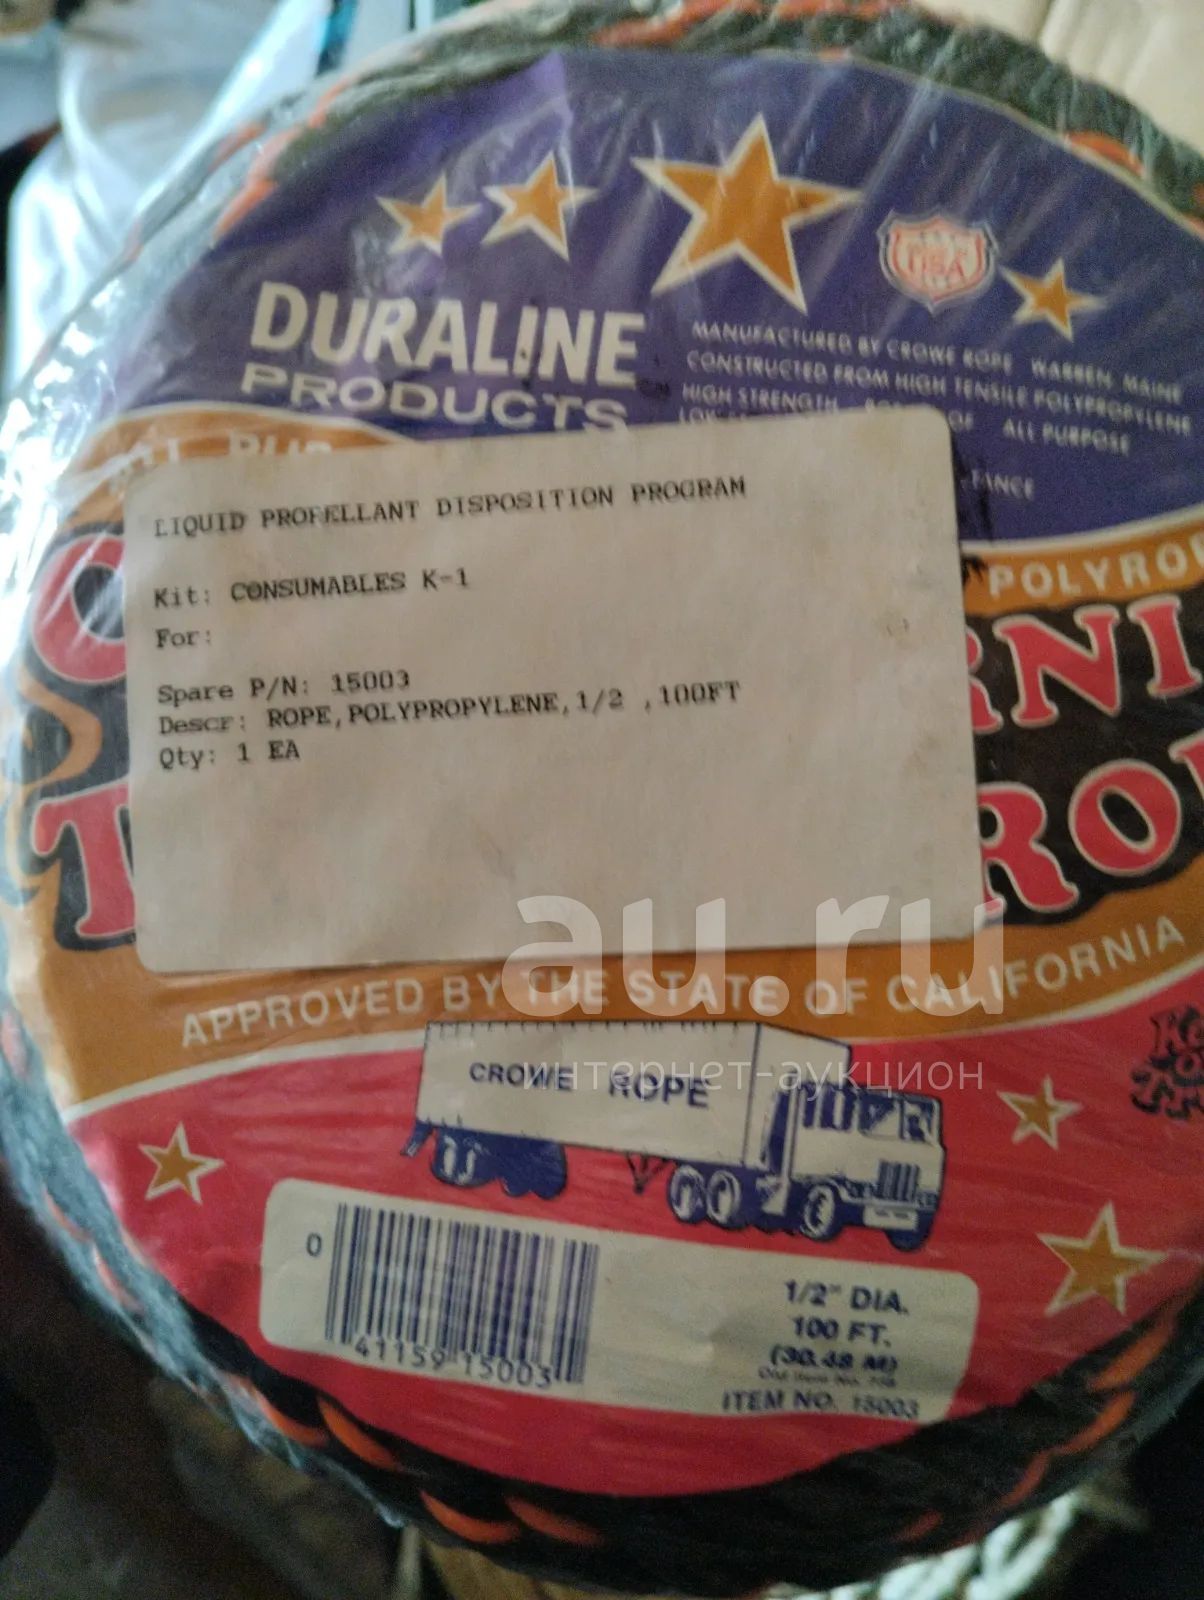 USA
DURALINE
PRODUCTS
MANUFACTURED BY CROWE ROPE WARREN, MAINE
CONSTRUCTED FROM HIGH TENSILE POLYPROPYLENE
HIGH STRENGTH OF
ALL PURPOSE
LIQUID PROPELLANT DISPOSITION PROGRAM
Kit: CONSUMABLES K-1
For:
Spare P/N: 15003
Descr: ROPE,POLYPROPYLENE,1/2 ,100FT
Qty: 1 EA
APPROVED BY THE STATE OF CALIFORNIA
au.ru
интернет-аукцион
CROWE ROPE
0 41159 15003
1/2" DIA.
100 FT.
(30.48 M)
ITEM NO. 15003